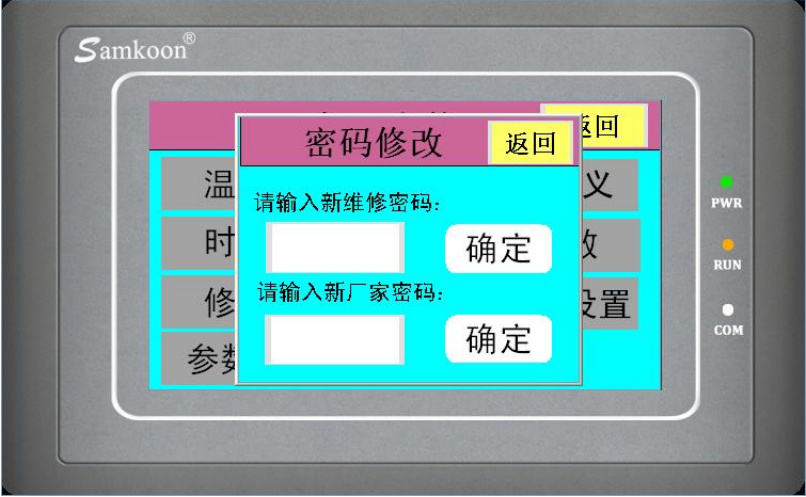 Samkoon®
返回
密码修改
返回
温
义
请输入新维修密码:
时
确定
改
请输入新厂家密码:
修
设置
参数
确定
PWR
RUN
COM